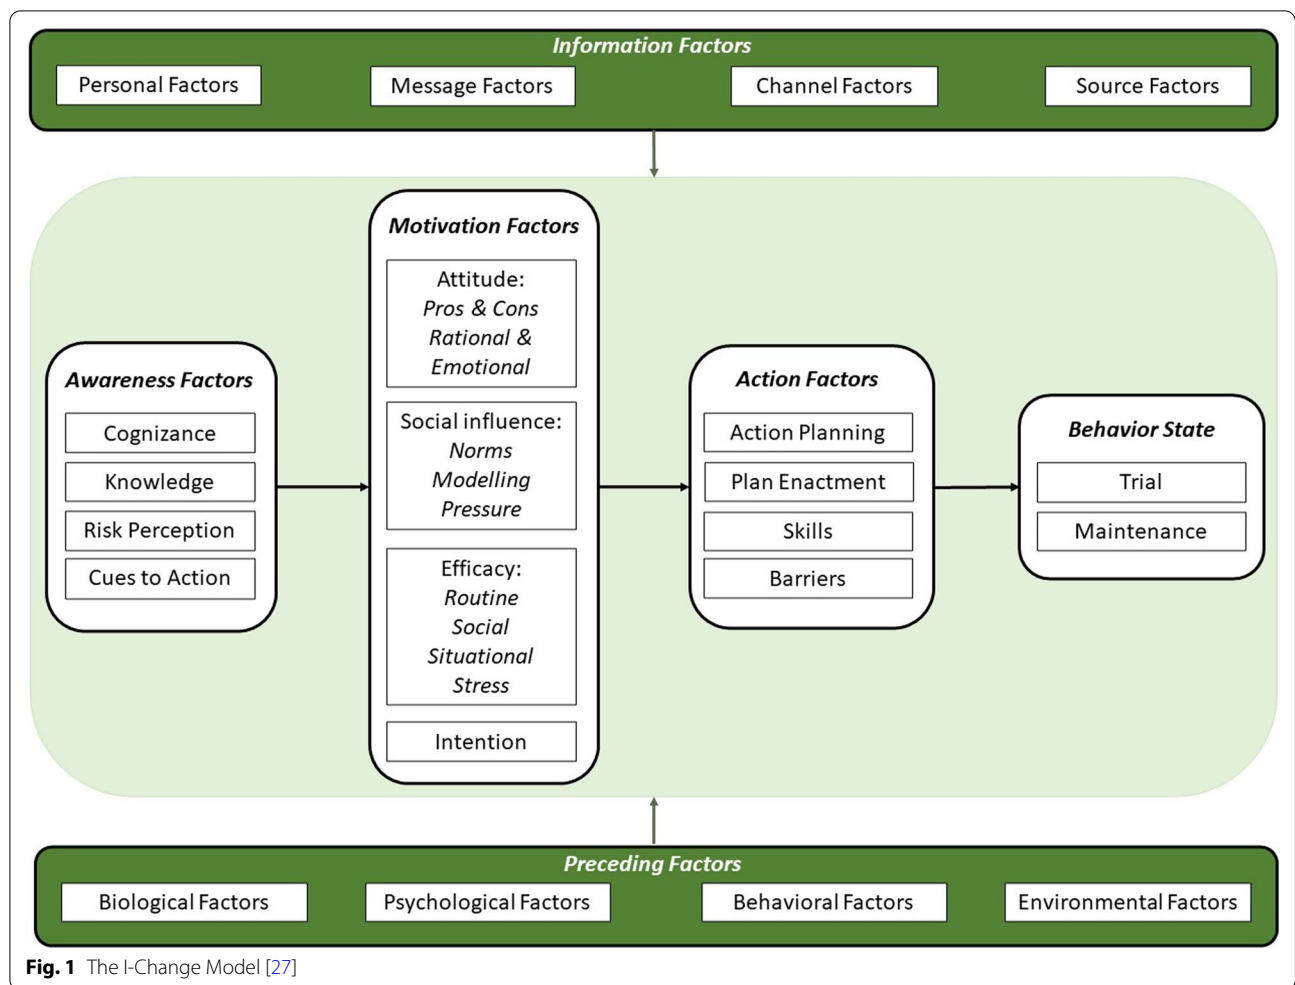 Information Factors
Personal Factors
Message Factors
Channel Factors
Source Factors
Awareness Factors
Cognizance
Knowledge
Risk Perception
Cues to Action
Motivation Factors
Attitude:
Pros & Cons
Rational &
Emotional
Social influence:
Norms
Modelling
Pressure
Efficacy:
Routine
Social
Situational
Stress
Intention
Action Factors
Action Planning
Plan Enactment
Skills
Barriers
Behavior State
Trial
Maintenance
Preceding Factors
Biological Factors
Psychological Factors
Behavioral Factors
Environmental Factors
Fig. 1 The I-Change Model [27]